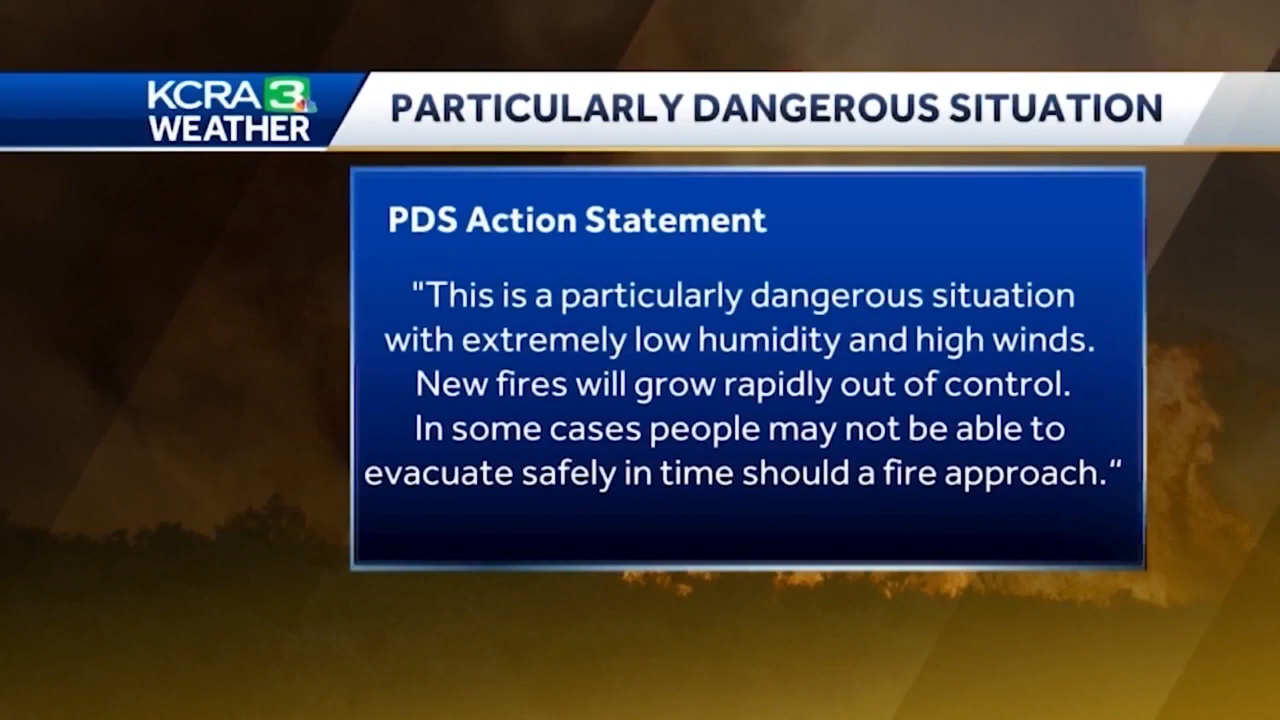 KCRA 3
WEATHER
PARTICULARLY DANGEROUS SITUATION
PDS Action Statement
"This is a particularly dangerous situation
with extremely low humidity and high winds.
New fires will grow rapidly out of control.
In some cases people may not be able to
evacuate safely in time should a fire approach.“